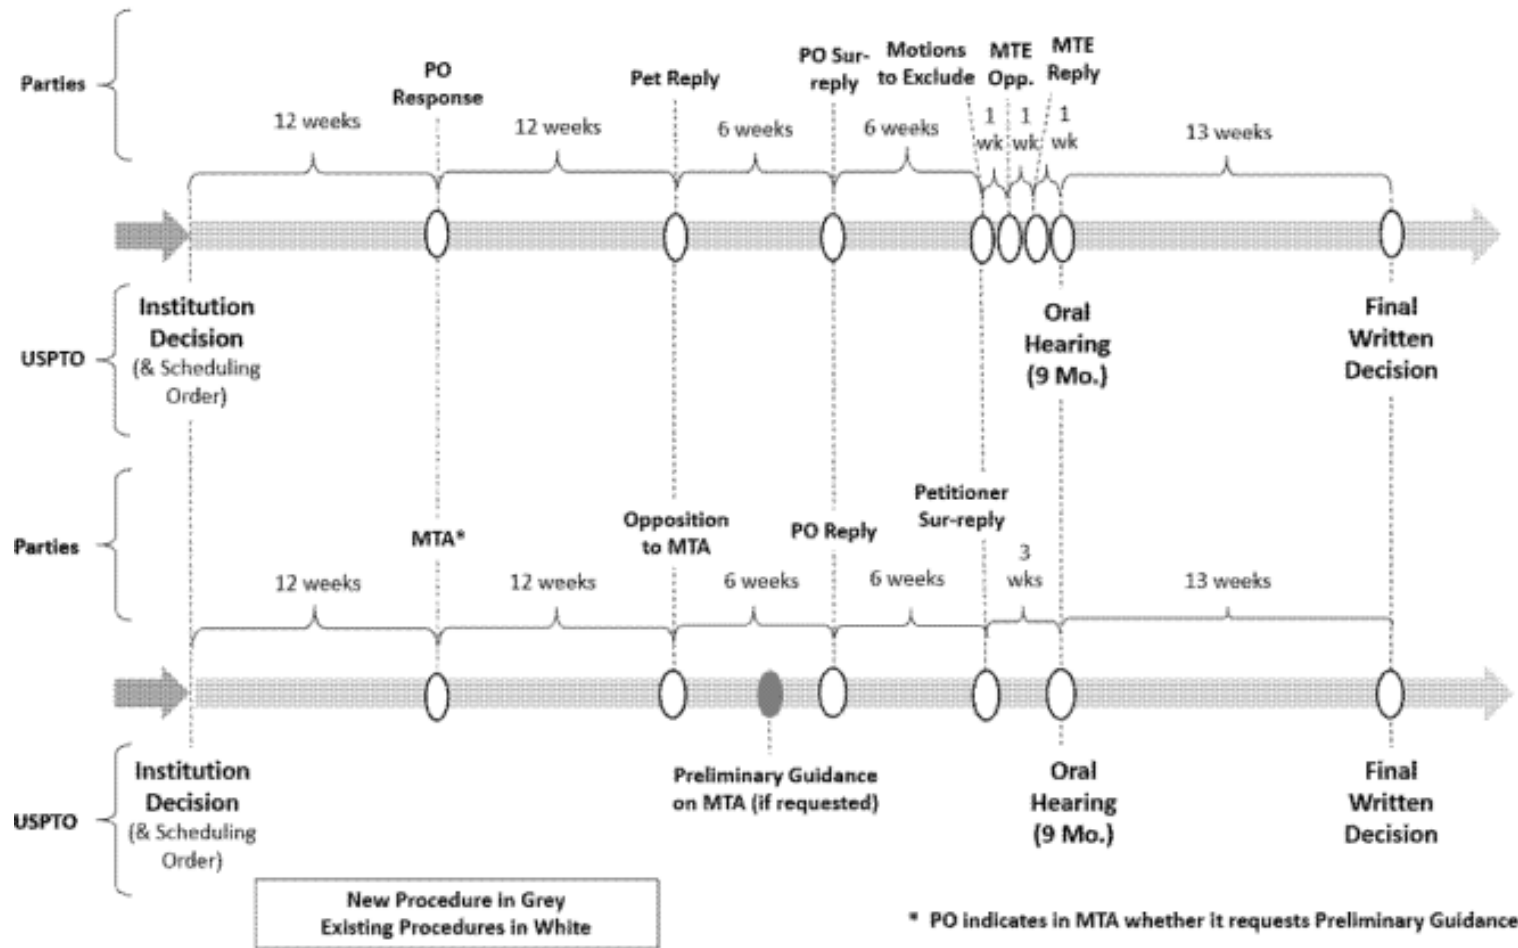 Parties
PO
Response
Pet Reply
PO Sur-
reply
Motions
to Exclude
MTE
Opp.
MTE
Reply
12 weeks
12 weeks
6 weeks
6 weeks
1
wk
1
wk
1
wk
13 weeks
USPTO
Institution
Decision
(& Scheduling
Order)
Oral
Hearing
(9 Mo.)
Final
Written
Decision
Parties
MTA*
Opposition
to MTA
PO Reply
Petitioner
Sur-reply
12 weeks
12 weeks
6 weeks
6 weeks
3
wks
13 weeks
USPTO
Institution
Decision
(& Scheduling
Order)
Preliminary Guidance
on MTA (if requested)
Oral
Hearing
(9 Mo.)
Final
Written
Decision
New Procedure in Grey
Existing Procedures in White
* PO indicates in MTA whether it requests Preliminary Guidance